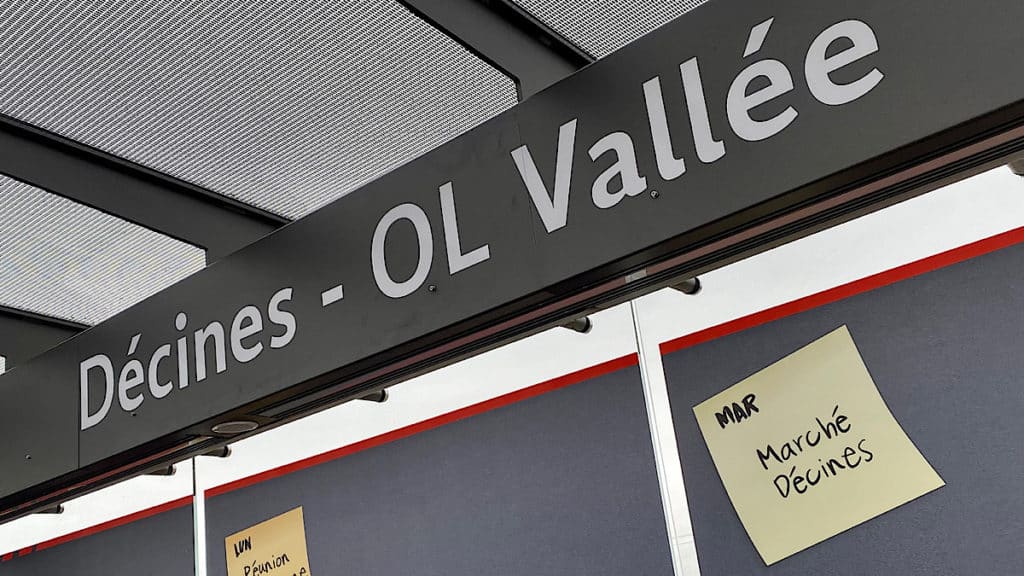 Décines - OL Vallée
MAR
Marché
Décines
LUN
Réunion